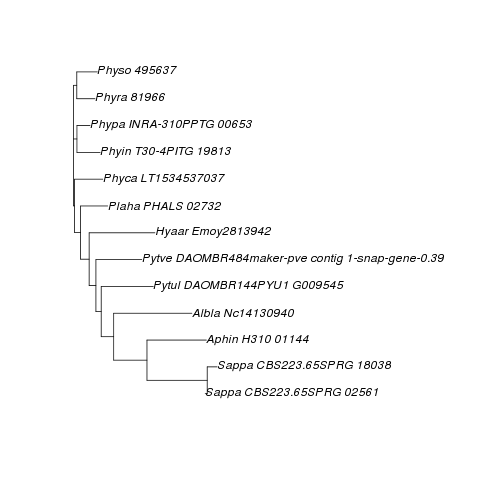 Physo 495637
Phyra 81966
Phypa INRA-310PPTG 00653
Phyin T30-4PITG 19813
Phyca LT1534537037
Plaha PHALS 02732
Hyaar Emoy2813942
Pytve DAOMBR484maker-pve contig 1-snap-gene-0.39
Pytul DAOMBR144PYU1 G009545
Albla Nc14130940
Aphin H310 01144
Sappa CBS223.65SPRG 18038
Sappa CBS223.65SPRG 02561